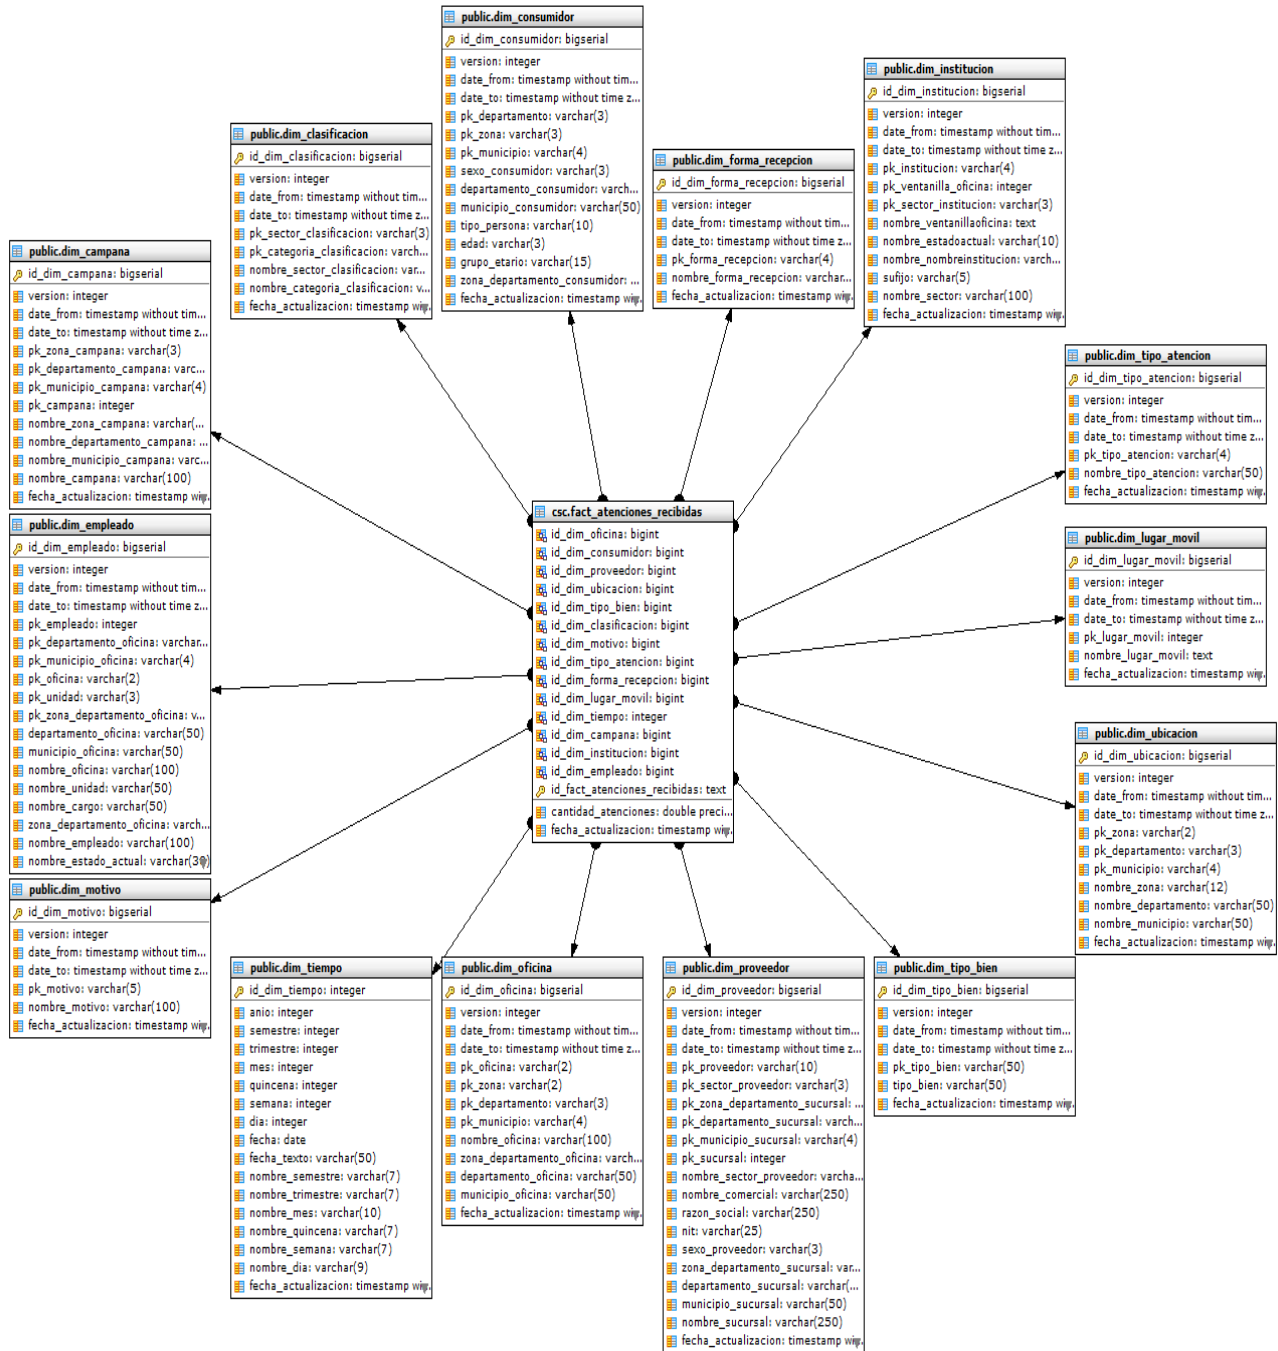 public.dim_consumidor
id_dim_consumidor: bigserial
version: integer
date_from: timestamp without tim...
date_to: timestamp without time z...
pk_departamento: varchar(3)
pk_zona: varchar(3)
pk_municipio: varchar(4)
sexo_consumidor: varchar(3)
departamento_consumidor: varch...
municipio_consumidor: varchar(50)
tipo_persona: varchar(10)
edad: varchar(3)
grupo_etario: varchar(15)
zona_departamento_consumidor: ...
fecha_actualizacion: timestamp wi
public.dim_institucion
id_dim_institucion: bigserial
version: integer
date_from: timestamp without tim...
date_to: timestamp without time z...
pk_institucion: varchar(4)
pk_ventanilla_oficina: integer
pk_sector_institucion: varchar(3)
nombre_ventanillaoficina: text
nombre_estadoactual: varchar(10)
nombre_nombreinstitucion: varch...
sufijo: varchar(5)
nombre_sector: varchar(100)
fecha_actualizacion: timestamp wi
public.dim_clasificacion
id_dim_clasificacion: bigserial
version: integer
date_from: timestamp without tim...
date_to: timestamp without time z...
pk_sector_clasificacion: varchar(3)
pk_categoria_clasificacion: varch...
nombre_sector_clasificacion: var...
nombre_categoria_clasificacion: v...
fecha_actualizacion: timestamp wi
public.dim_forma_recepcion
id_dim_forma_recepcion: bigserial
version: integer
date_from: timestamp without tim...
date_to: timestamp without time z...
pk_forma_recepcion: varchar(4)
nombre_forma_recepcion: varchar...
fecha_actualizacion: timestamp wi
public.dim_campana
id_dim_campana: bigserial
version: integer
date_from: timestamp without tim...
date_to: timestamp without time z...
pk_zona_campana: varchar(3)
pk_departamento_campana: varc...
pk_municipio_campana: varchar(4)
pk_campana: integer
nombre_zona_campana: varchar(...
nombre_departamento_campana: ...
nombre_municipio_campana: varc...
nombre_campana: varchar(100)
fecha_actualizacion: timestamp wi
public.dim_tipo_atencion
id_dim_tipo_atencion: bigserial
version: integer
date_from: timestamp without tim...
date_to: timestamp without time z...
pk_tipo_atencion: varchar(4)
nombre_tipo_atencion: varchar(50)
fecha_actualizacion: timestamp wi
csc.fact_atenciones_recibidas
id_dim_oficina: bigint
id_dim_consumidor: bigint
id_dim_proveedor: bigint
id_dim_ubicacion: bigint
id_dim_tipo_bien: bigint
id_dim_clasificacion: bigint
id_dim_motivo: bigint
id_dim_tipo_atencion: bigint
id_dim_forma_recepcion: bigint
id_dim_lugar_movil: bigint
id_dim_tiempo: integer
id_dim_campana: bigint
id_dim_institucion: bigint
id_dim_empleado: bigint
id_fact_atenciones_recibidas: text
cantidad_atenciones: double preci...
fecha_actualizacion: timestamp wi
public.dim_empleado
id_dim_empleado: bigserial
version: integer
date_from: timestamp without tim...
date_to: timestamp without time z...
pk_empleado: integer
pk_departamento_oficina: varchar...
pk_municipio_oficina: varchar(4)
pk_oficina: varchar(2)
pk_unidad: varchar(3)
pk_zona_departamento_oficina: v...
departamento_oficina: varchar(50)
municipio_oficina: varchar(50)
nombre_oficina: varchar(100)
nombre_unidad: varchar(50)
nombre_cargo: varchar(50)
zona_departamento_oficina: varch...
nombre_empleado: varchar(100)
nombre_estado_actual: varchar(30)
public.dim_lugar_movil
id_dim_lugar_movil: bigserial
version: integer
date_from: timestamp without tim...
date_to: timestamp without time z...
pk_lugar_movil: integer
nombre_lugar_movil: text
fecha_actualizacion: timestamp wi
public.dim_ubicacion
id_dim_ubicacion: bigserial
version: integer
date_from: timestamp without tim...
date_to: timestamp without time z...
pk_zona: varchar(2)
pk_departamento: varchar(3)
pk_municipio: varchar(4)
nombre_zona: varchar(12)
nombre_departamento: varchar(50)
nombre_municipio: varchar(50)
fecha_actualizacion: timestamp wi
public.dim_motivo
id_dim_motivo: bigserial
version: integer
date_from: timestamp without tim...
date_to: timestamp without time z...
pk_motivo: varchar(5)
nombre_motivo: varchar(100)
fecha_actualizacion: timestamp wi
public.dim_tiempo
id_dim_tiempo: integer
anio: integer
semestre: integer
trimestre: integer
mes: integer
quincena: integer
semana: integer
dia: integer
fecha: date
fecha_texto: varchar(50)
nombre_semestre: varchar(7)
nombre_trimestre: varchar(7)
nombre_mes: varchar(10)
nombre_quincena: varchar(7)
nombre_semana: varchar(7)
nombre_dia: varchar(9)
fecha_actualizacion: timestamp wi
public.dim_oficina
id_dim_oficina: bigserial
version: integer
date_from: timestamp without tim...
date_to: timestamp without time z...
pk_oficina: varchar(2)
pk_zona: varchar(2)
pk_departamento: varchar(3)
pk_municipio: varchar(4)
nombre_oficina: varchar(100)
zona_departamento_oficina: varch...
departamento_oficina: varchar(50)
municipio_oficina: varchar(50)
fecha_actualizacion: timestamp wi
public.dim_proveedor
id_dim_proveedor: bigserial
version: integer
date_from: timestamp without tim...
date_to: timestamp without time z...
pk_proveedor: varchar(10)
pk_sector_proveedor: varchar(3)
pk_zona_departamento_sucursal: ...
pk_departamento_sucursal: varch...
pk_municipio_sucursal: varchar(4)
pk_sucursal: integer
nombre_sector_proveedor: varcha...
nombre_comercial: varchar(250)
razon_social: varchar(250)
nit: varchar(25)
sexo_proveedor: varchar(3)
zona_departamento_sucursal: var...
departamento_sucursal: varchar(...
municipio_sucursal: varchar(50)
nombre_sucursal: varchar(250)
fecha_actualizacion: timestamp wi
public.dim_tipo_bien
id_dim_tipo_bien: bigserial
version: integer
date_from: timestamp without tim...
date_to: timestamp without time z...
pk_tipo_bien: varchar(50)
tipo_bien: varchar(50)
fecha_actualizacion: timestamp wi